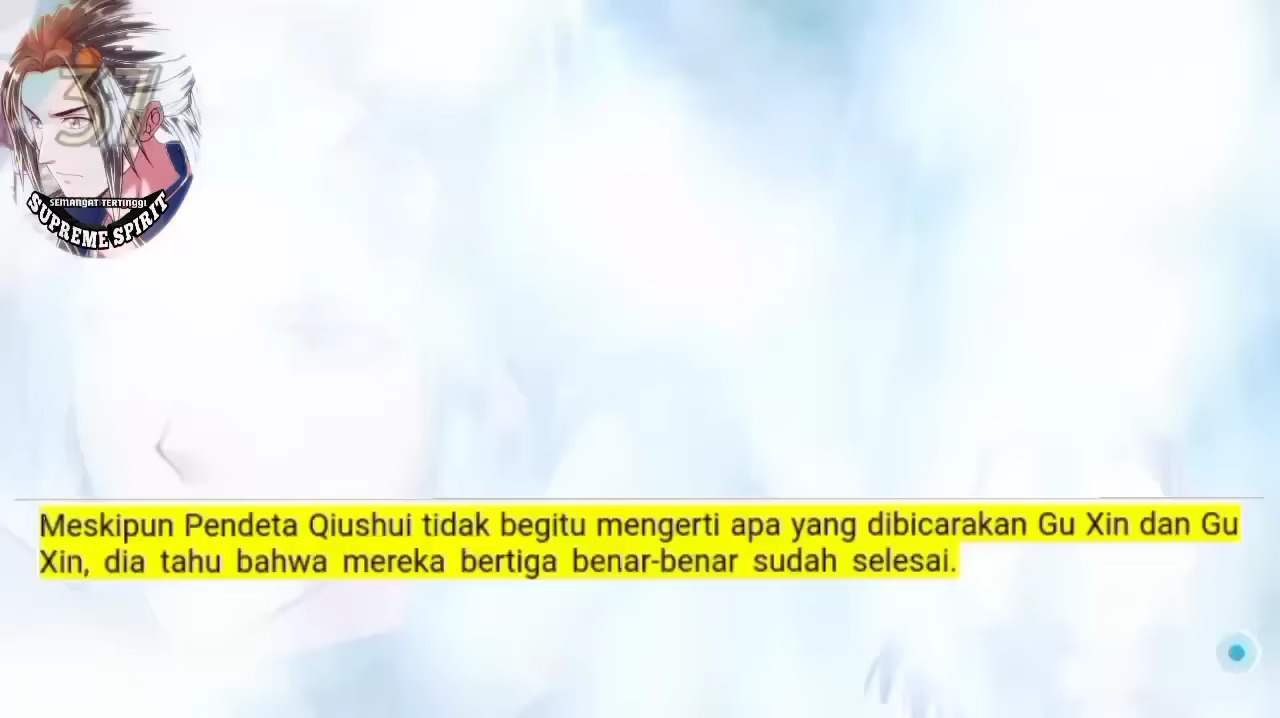 37
SEMANGAT TERTINGGI
SUPREME SPIRIT
Meskipun Pendeta Qiushui tidak begitu mengerti apa yang dibicarakan Gu Xin dan Gu
Xin, dia tahu bahwa mereka bertiga benar-benar sudah selesai.